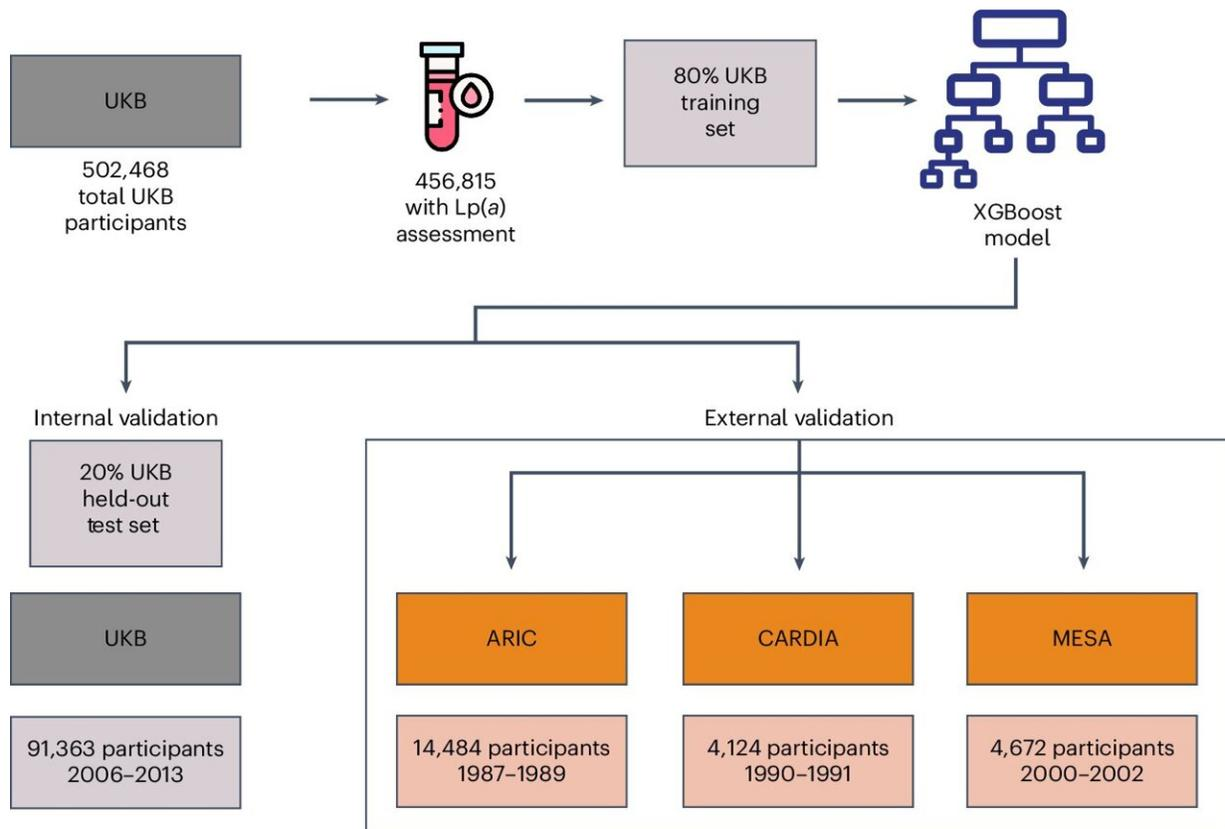 UKB
502,468
total UKB
participants
456,815
with Lp(a)
assessment
80% UKB
training
set
XGBoost
model
Internal validation
20% UKB
held-out
test set
UKB
91,363 participants
2006–2013
External validation
ARIC
14,484 participants
1987–1989
CARDIA
4,124 participants
1990–1991
MESA
4,672 participants
2000–2002